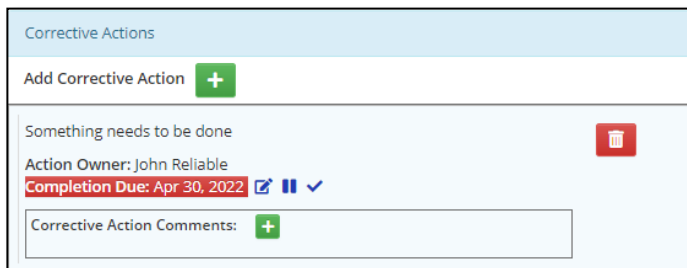 Corrective Actions
Add Corrective Action
Something needs to be done
Action Owner: John Reliable
Completion Due: Apr 30, 2022
Corrective Action Comments: